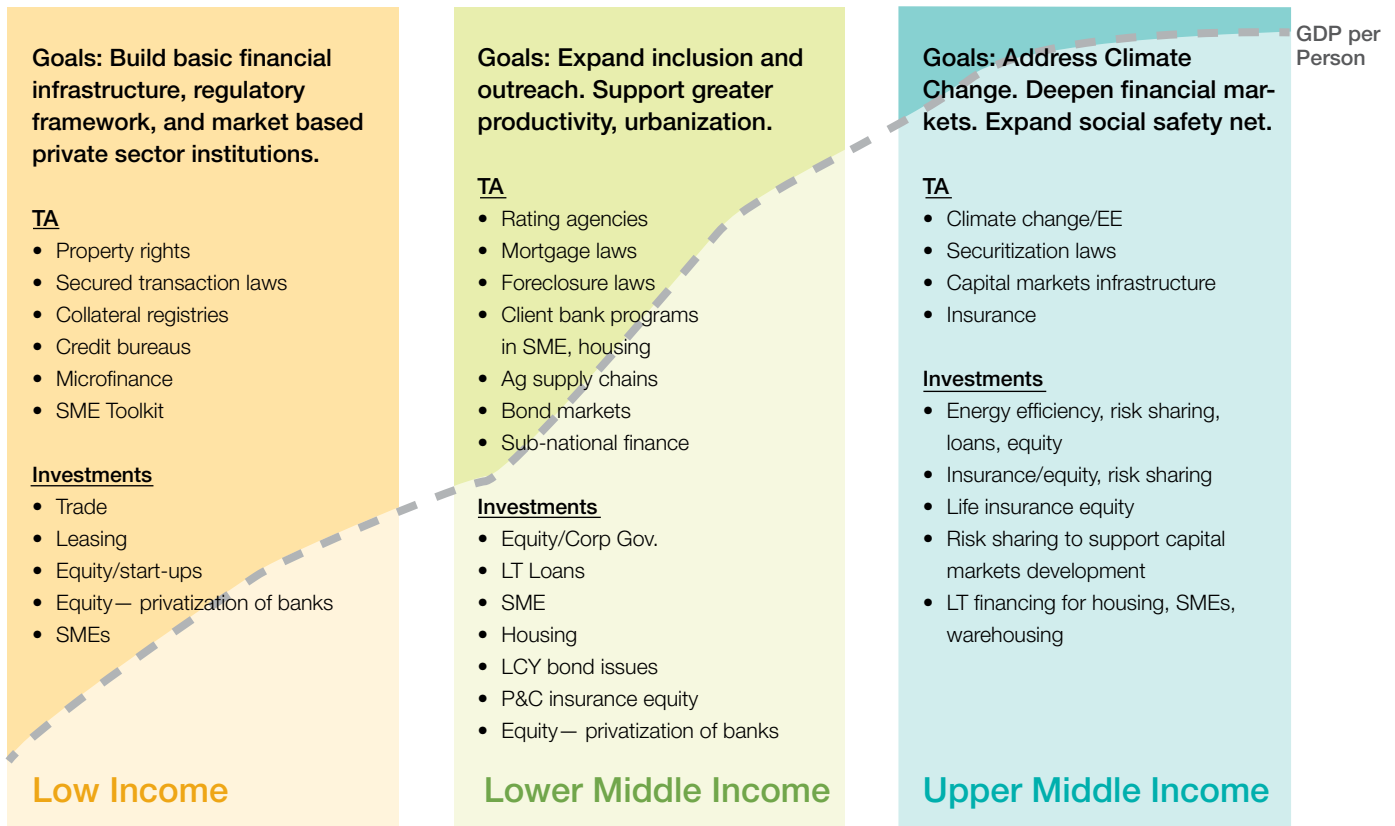 Goals: Build basic financial
infrastructure, regulatory
framework, and market based
private sector institutions.
TA
• Property rights
• Secured transaction laws
• Collateral registries
• Credit bureaus
• Microfinance
• SME Toolkit
Investments
• Trade
• Leasing
• Equity/start-ups
• Equity— privatization of banks
• SMEs
Low Income
Goals: Expand inclusion and
outreach. Support greater
productivity, urbanization.
TA
• Rating agencies
• Mortgage laws
• Foreclosure laws
• Client bank programs
in SME, housing
• Ag supply chains
• Bond markets
• Sub-national finance
Investments
• Equity/Corp Gov.
• LT Loans
• SME
• Housing
• LCY bond issues
• P&C insurance equity
• Equity— privatization of banks
Lower Middle Income
Goals: Address Climate
Change. Deepen financial mar-
kets. Expand social safety net.
TA
• Climate change/EE
• Securitization laws
• Capital markets infrastructure
• Insurance
Investments
• Energy efficiency, risk sharing,
loans, equity
• Insurance/equity, risk sharing
• Life insurance equity
• Risk sharing to support capital
markets development
• LT financing for housing, SMEs,
warehousing
Upper Middle Income
GDP per
Person